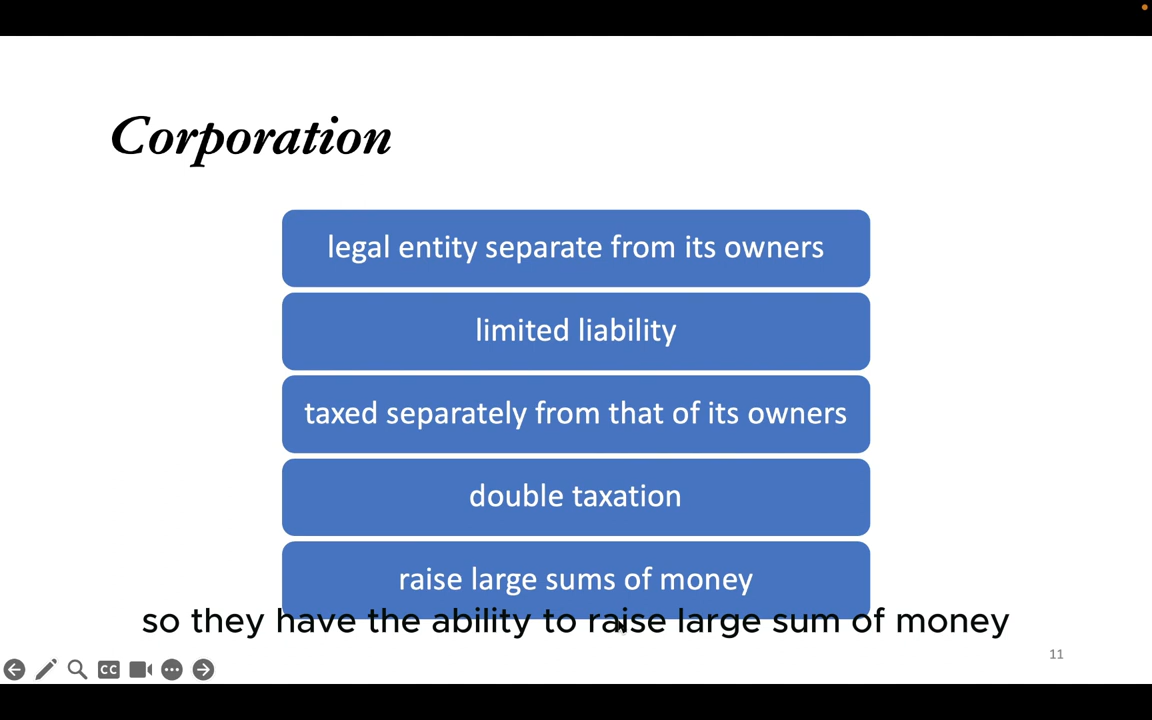 Corporation
legal entity separate from its owners
limited liability
taxed separately from that of its owners
double taxation
raise large sums of money
so they have the ability to raise large sum of money
11
CC